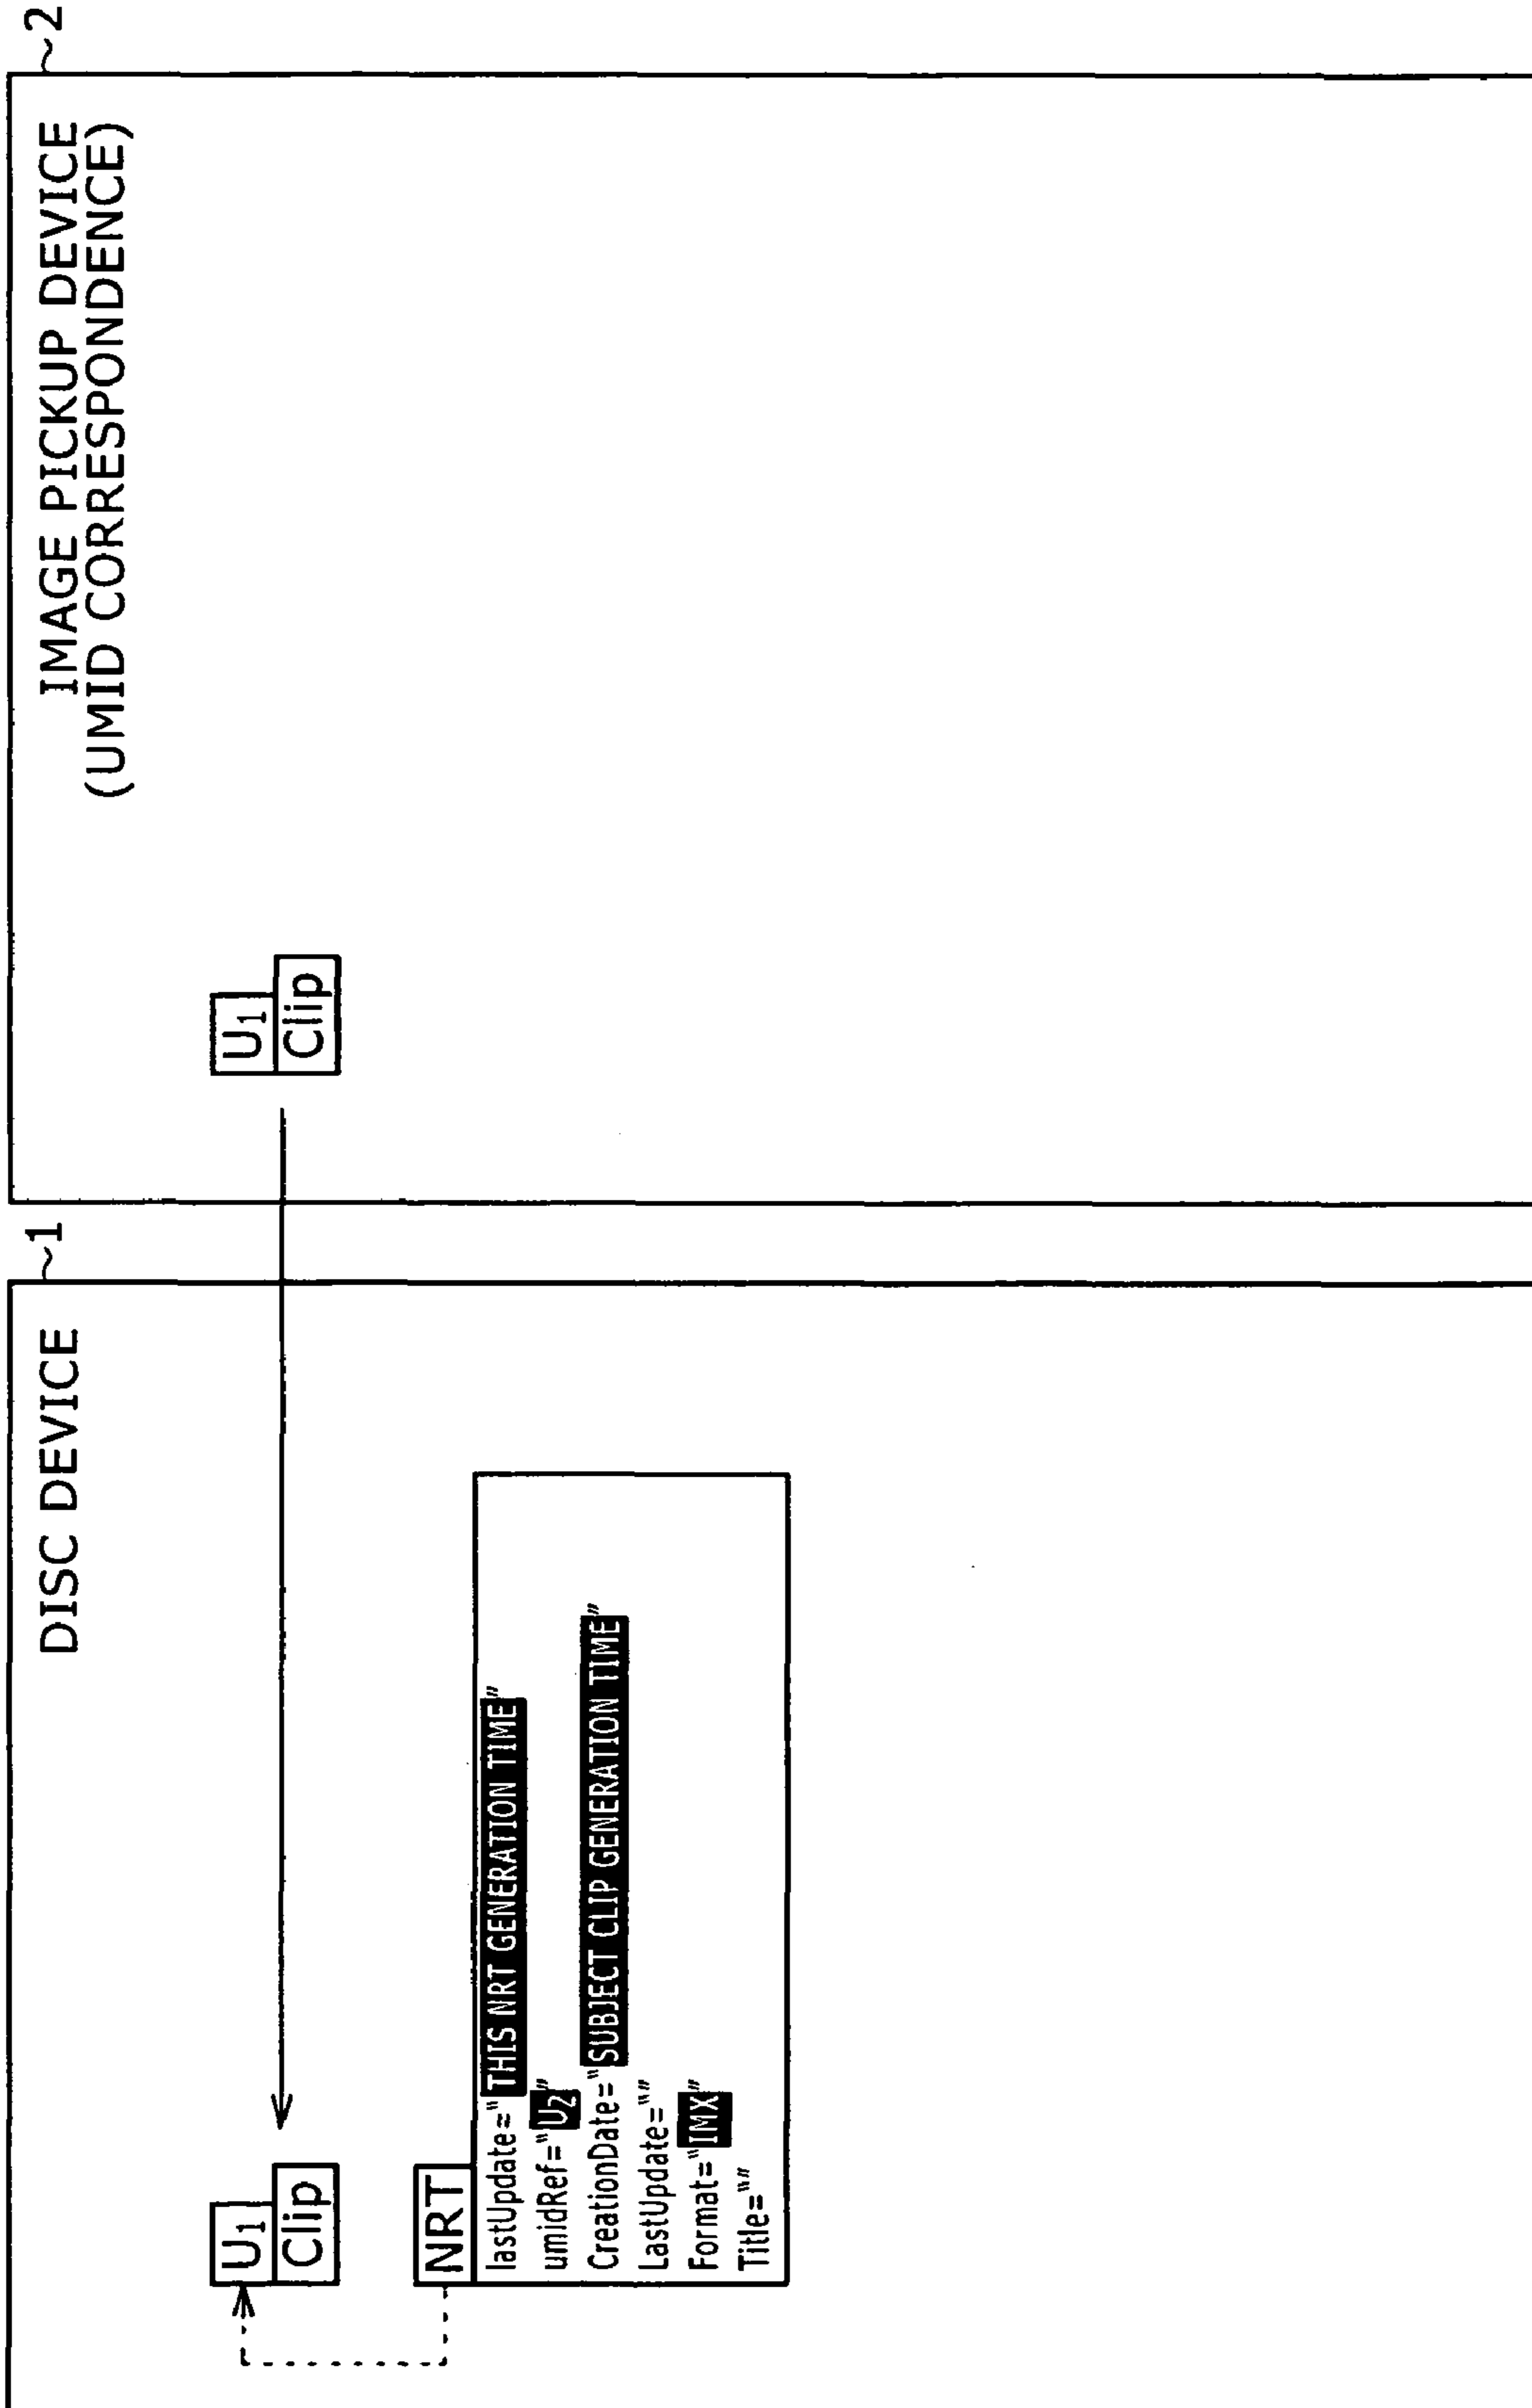 DISC DEVICE
~1
U1
Clip
NRT
lastUpdate="THIS NRT GENERATION TIME"
umidRef="U2"
CreationDate="SUBJECT CLIP GENERATION TIME"
LastUpdate=""
Format="IMX"
Title=""
IMAGE PICKUP DEVICE
(UMID CORRESPONDENCE)
~2
U1
Clip